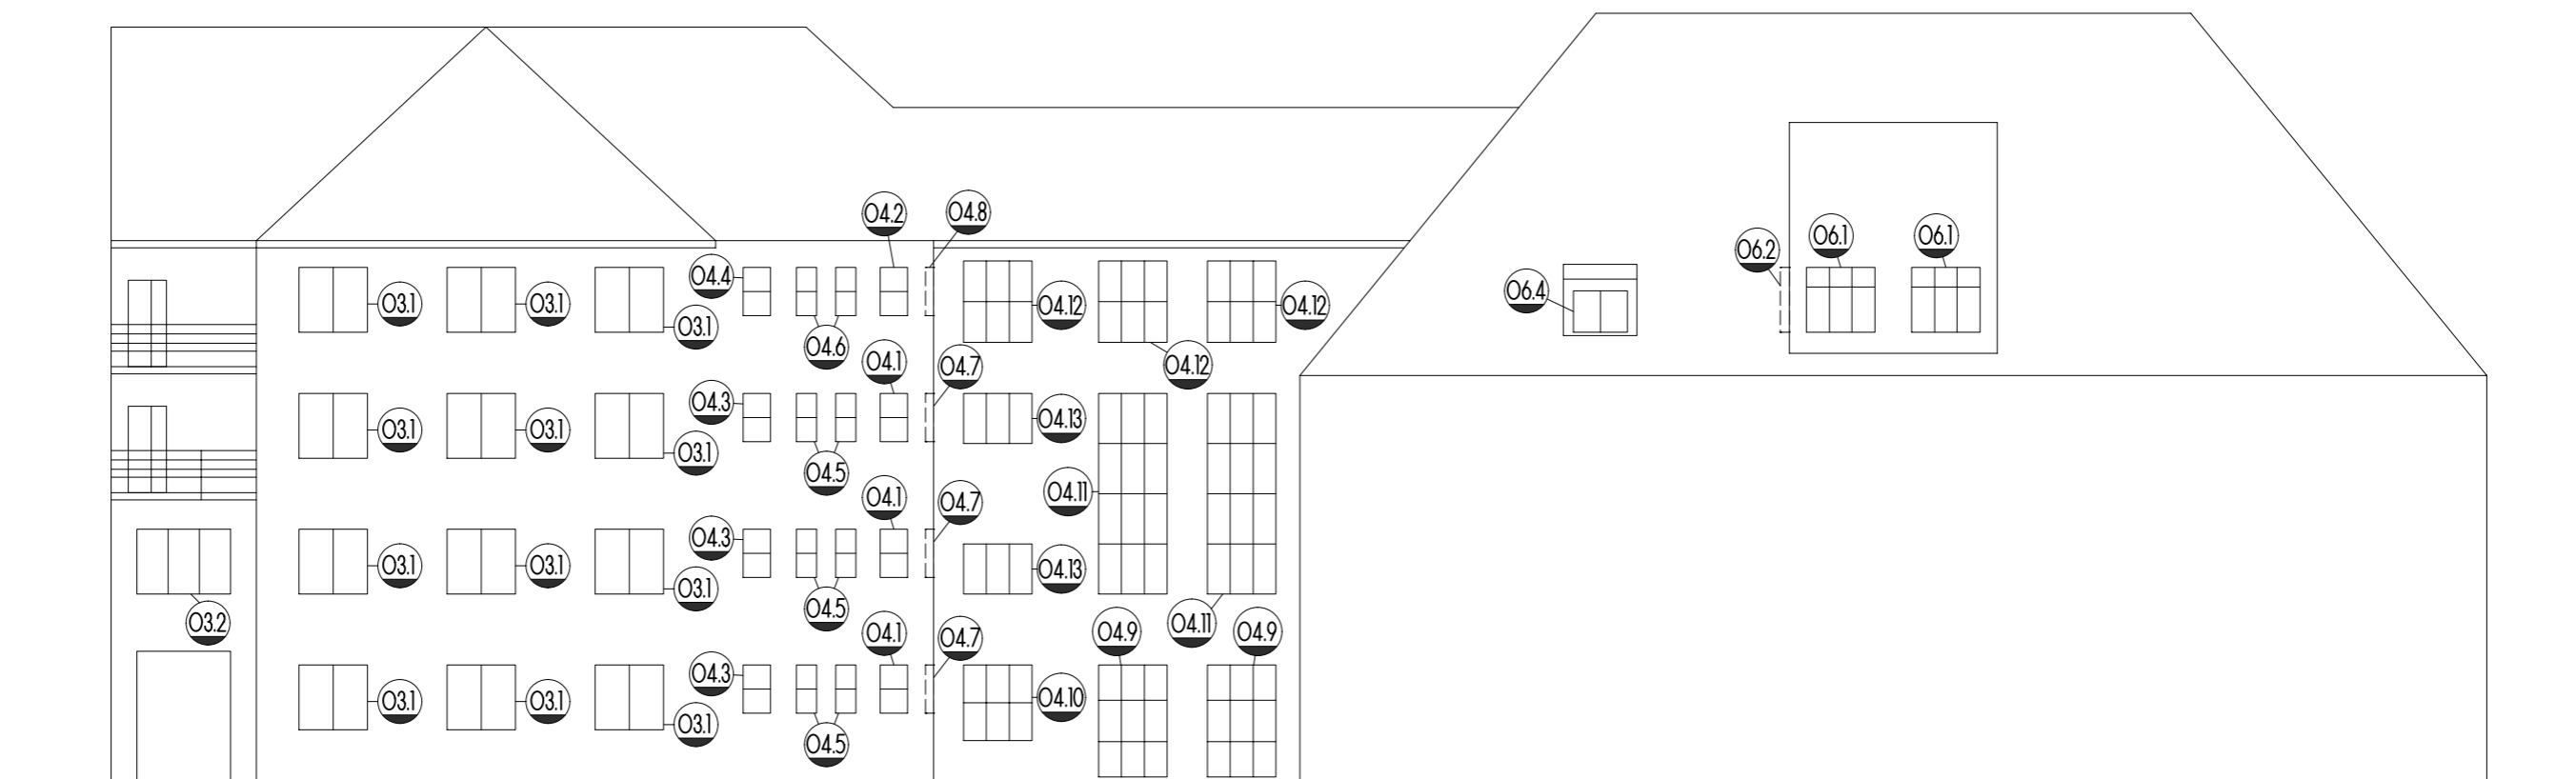 O4.2 O4.8
O6.2 O6.1 O6.1
O4.4 O6.4
O3.1 O3.1 O3.1 O4.12 O4.12
O4.6 O4.1 O4.7 O4.12
O3.1 O3.1 O3.1 O4.3 O4.13
O4.5 O4.1 O4.7 O4.11
O3.1 O3.1 O3.1 O4.3 O4.13
O3.2 O4.5 O4.1 O4.7 O4.9 O4.11 O4.9
O3.1 O3.1 O3.1 O4.3 O4.10
O4.5